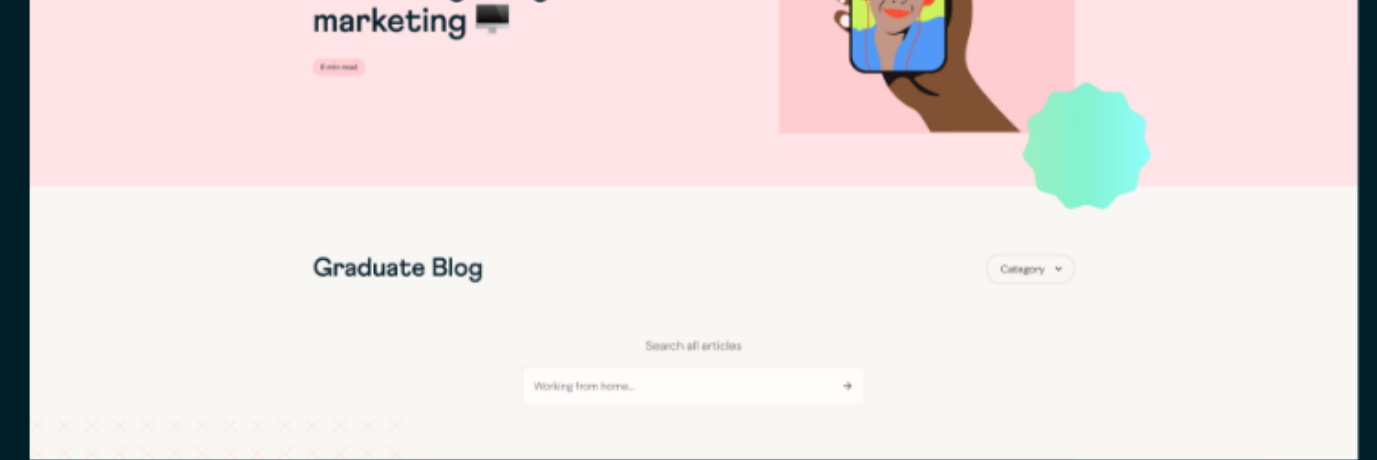 marketing 🖥️
6 min read
Graduate Blog
Category
Search all articles
Working from home...